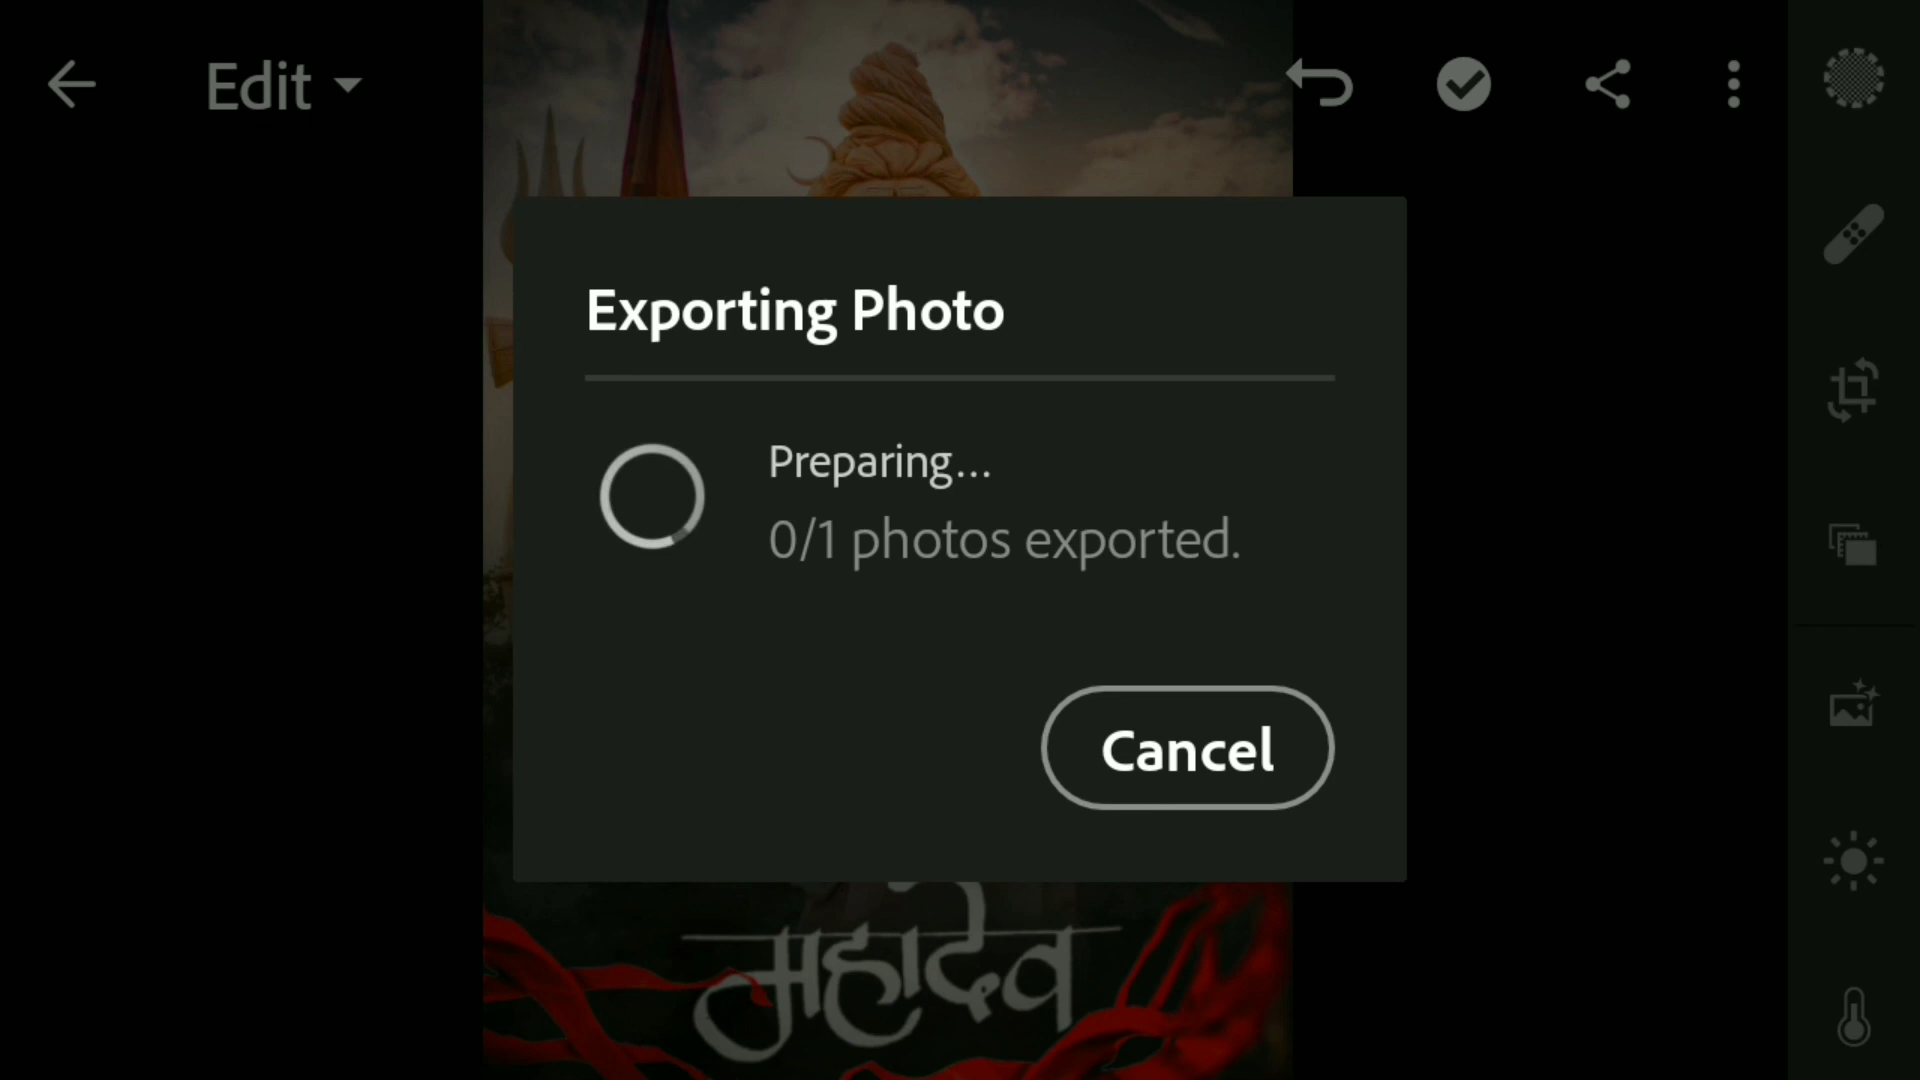 Edit
Exporting Photo
Preparing...
0/1 photos exported.
Cancel
महादेव